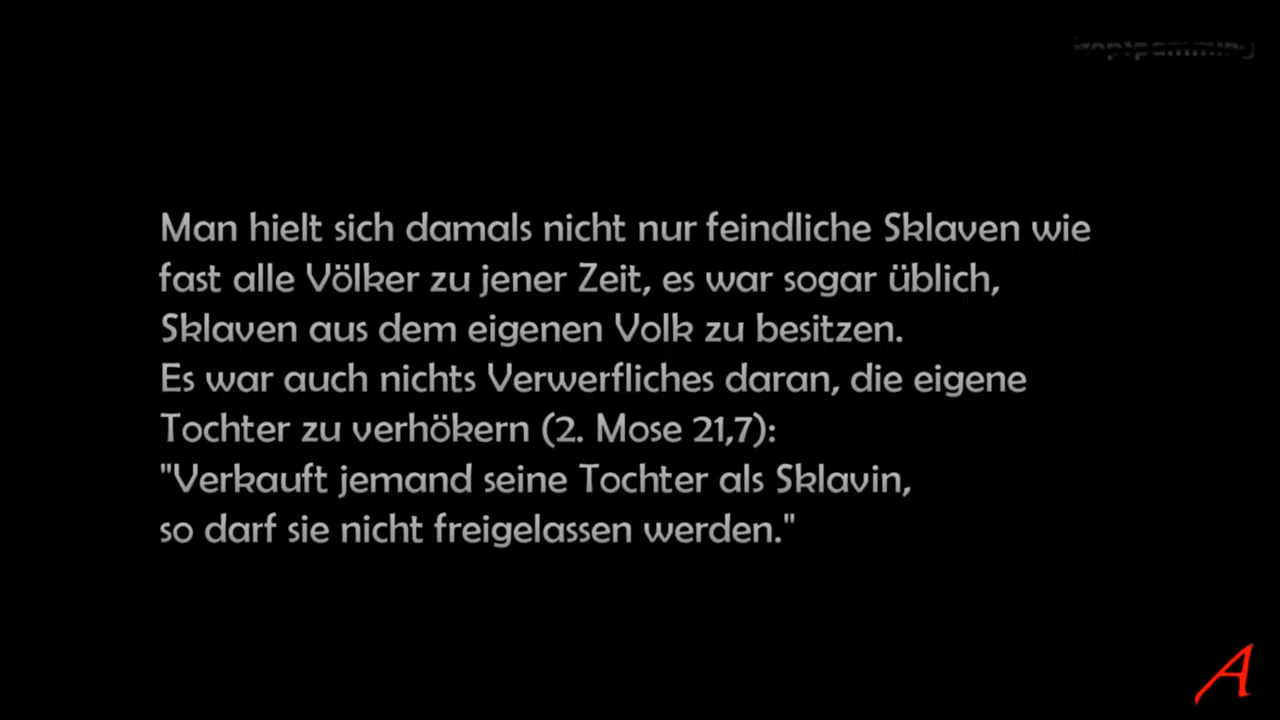 Man hielt sich damals nicht nur feindliche Sklaven wie
fast alle Völker zu jener Zeit, es war sogar üblich,
Sklaven aus dem eigenen Volk zu besitzen.
Es war auch nichts Verwerfliches daran, die eigene
Tochter zu verhökern (2. Mose 21,7):
"Verkauft jemand seine Tochter als Sklavin,
so darf sie nicht freigelassen werden."
A